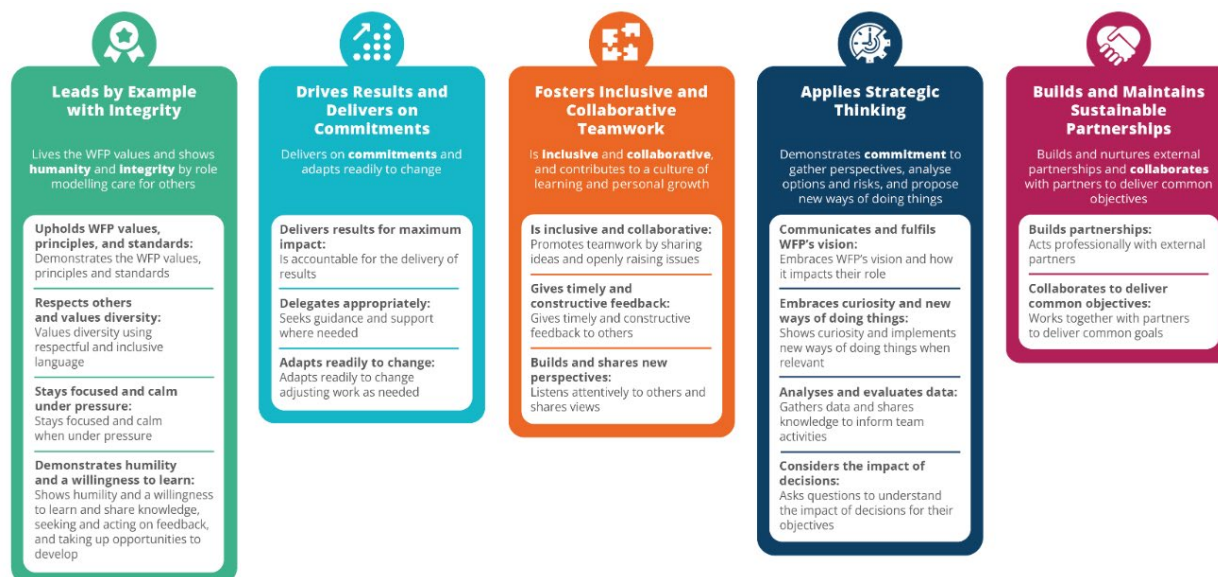 Leads by Example
with Integrity
Lives the WFP values and shows
humanity and integrity by role
modelling care for others
Upholds WFP values,
principles, and standards:
Demonstrates the WFP values,
principles and standards
Respects others
and values diversity:
Values diversity using
respectful and inclusive
language
Stays focused and calm
under pressure:
Stays focused and calm
when under pressure
Demonstrates humility
and a willingness to learn:
Shows humility and a willingness
to learn and share knowledge,
seeking and acting on feedback,
and taking up opportunities to
develop
Drives Results and
Delivers on
Commitments
Delivers on commitments and
adapts readily to change
Delivers results for maximum
impact:
Is accountable for the delivery of
results
Delegates appropriately:
Seeks guidance and support
where needed
Adapts readily to change:
Adapts readily to change
adjusting work as needed
Fosters Inclusive and
Collaborative
Teamwork
Is inclusive and collaborative,
and contributes to a culture of
learning and personal growth
Is inclusive and collaborative:
Promotes teamwork by sharing
ideas and openly raising issues
Gives timely and
constructive feedback:
Gives timely and constructive
feedback to others
Builds and shares new
perspectives:
Listens attentively to others and
shares views
Applies Strategic
Thinking
Demonstrates commitment to
gather perspectives, analyse
options and risks, and propose
new ways of doing things
Communicates and fulfils
WFP's vision:
Embraces WFP's vision and how
it impacts their role
Embraces curiosity and new
ways of doing things:
Shows curiosity and implements
new ways of doing things when
relevant
Analyses and evaluates data:
Gathers data and shares
knowledge to inform team
activities
Considers the impact of
decisions:
Asks questions to understand
the impact of decisions for their
objectives
Builds and Maintains
Sustainable
Partnerships
Builds and nurtures external
partnerships and collaborates
with partners to deliver common
objectives
Builds partnerships:
Acts professionally with external
partners
Collaborates to deliver
common objectives:
Works together with partners
to deliver common goals